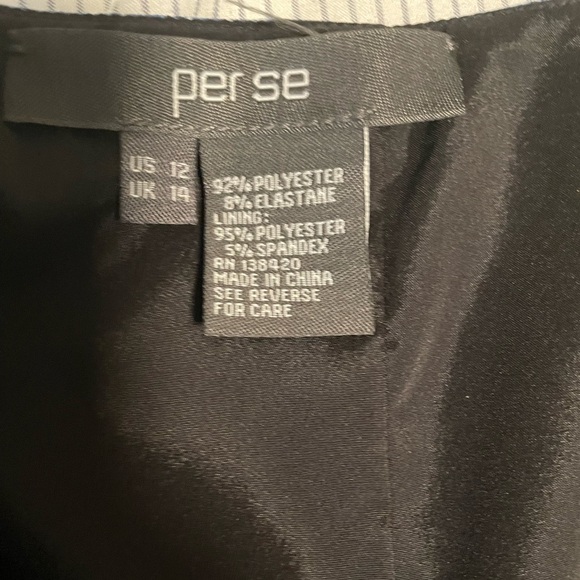 per se
US 12
UK 14
92% POLYESTER
8% ELASTANE
LINING:
95% POLYESTER
5% SPANDEX
RN 138420
MADE IN CHINA
SEE REVERSE
FOR CARE